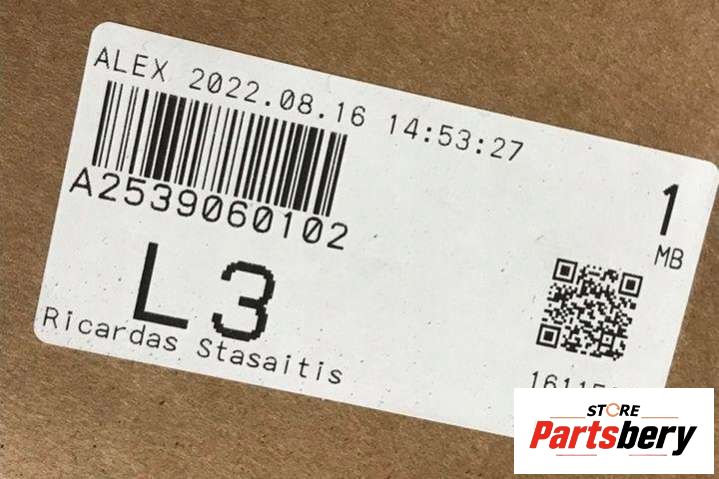 ALEX 2022.08.16 14:53:27
A2539060102
1
MB
L3
Ricardas Stasaitis
STORE
Partsbery